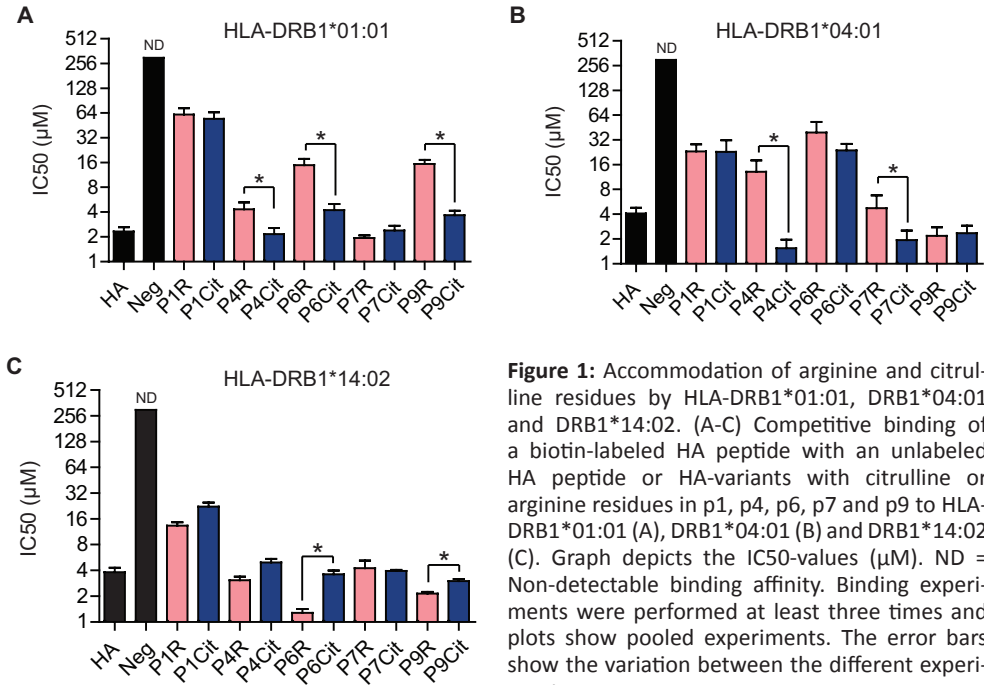 A
HLA-DRB1*01:01
512
256
128
64
32
16
8
4
2
1
IC50 (µM)
ND
*
*
*
HA
Neg
P1R
P1Cit
P4R
P4Cit
P6R
P6Cit
P7R
P7Cit
P9R
P9Cit
B
HLA-DRB1*04:01
512
256
128
64
32
16
8
4
2
1
IC50 (µM)
ND
*
*
HA
Neg
P1R
P1Cit
P4R
P4Cit
P6R
P6Cit
P7R
P7Cit
P9R
P9Cit
C
HLA-DRB1*14:02
512
256
128
64
32
16
8
4
2
1
IC50 (µM)
ND
*
*
HA
Neg
P1R
P1Cit
P4R
P4Cit
P6R
P6Cit
P7R
P7Cit
P9R
P9Cit
Figure 1: Accommodation of arginine and citrul-
line residues by HLA-DRB1*01:01, DRB1*04:01
and DRB1*14:02. (A-C) Competitive binding of
a biotin-labeled HA peptide with an unlabeled
HA peptide or HA-variants with citrulline or
arginine residues in p1, p4, p6, p7 and p9 to HLA-
DRB1*01:01 (A), DRB1*04:01 (B) and DRB1*14:02
(C). Graph depicts the IC50-values (µM). ND =
Non-detectable binding affinity. Binding experi-
ments were performed at least three times and
plots show pooled experiments. The error bars
show the variation between the different experi-